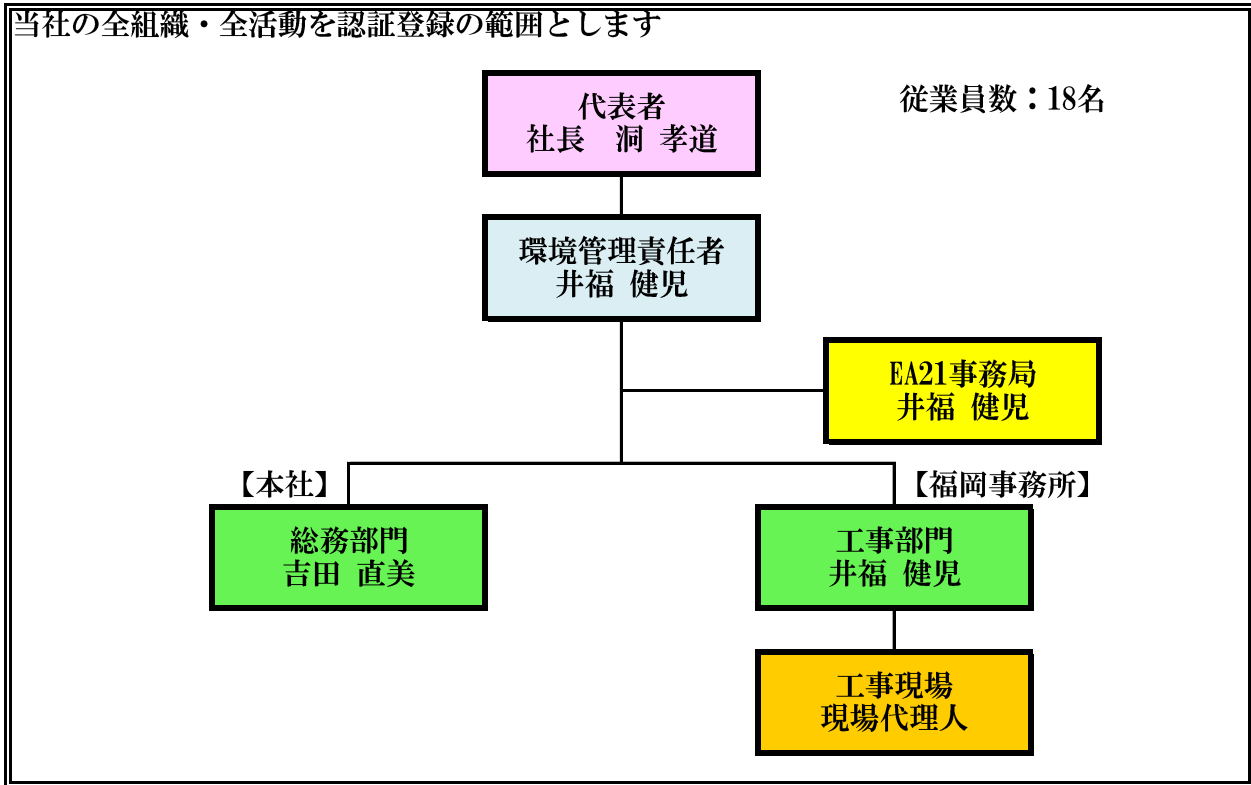 当社の全組織・全活動を認証登録の範囲とします
従業員数：18名
代表者
社長　洞 孝道
環境管理責任者
井福 健児
EA21事務局
井福 健児
【本社】
【福岡事務所】
総務部門
吉田 直美
工事部門
井福 健児
工事現場
現場代理人